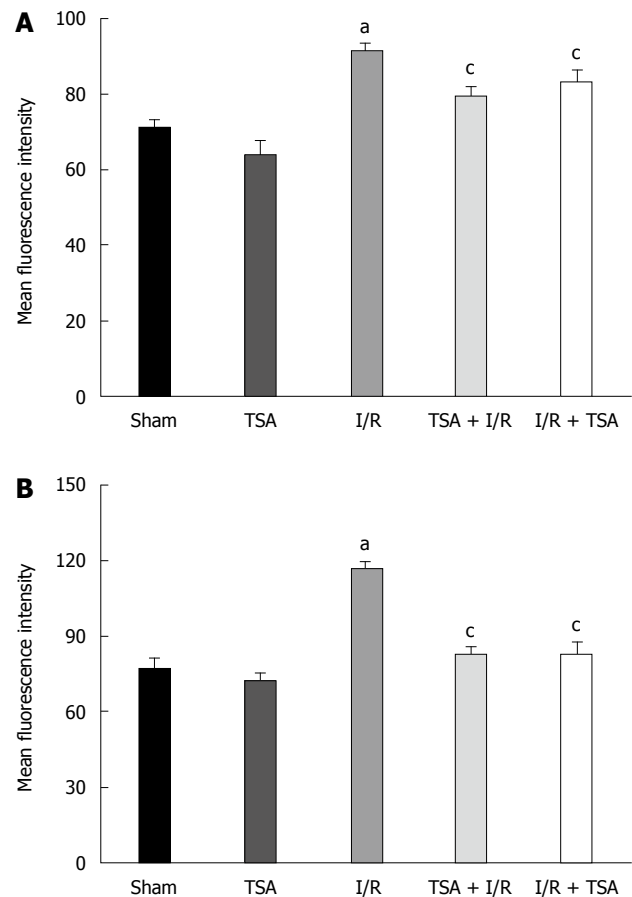 A
Mean fluorescence intensity
100
80
60
40
20
0
a
c
c
Sham TSA I/R TSA + I/R I/R + TSA
B
Mean fluorescence intensity
150
120
90
60
30
0
a
c
c
Sham TSA I/R TSA + I/R I/R + TSA